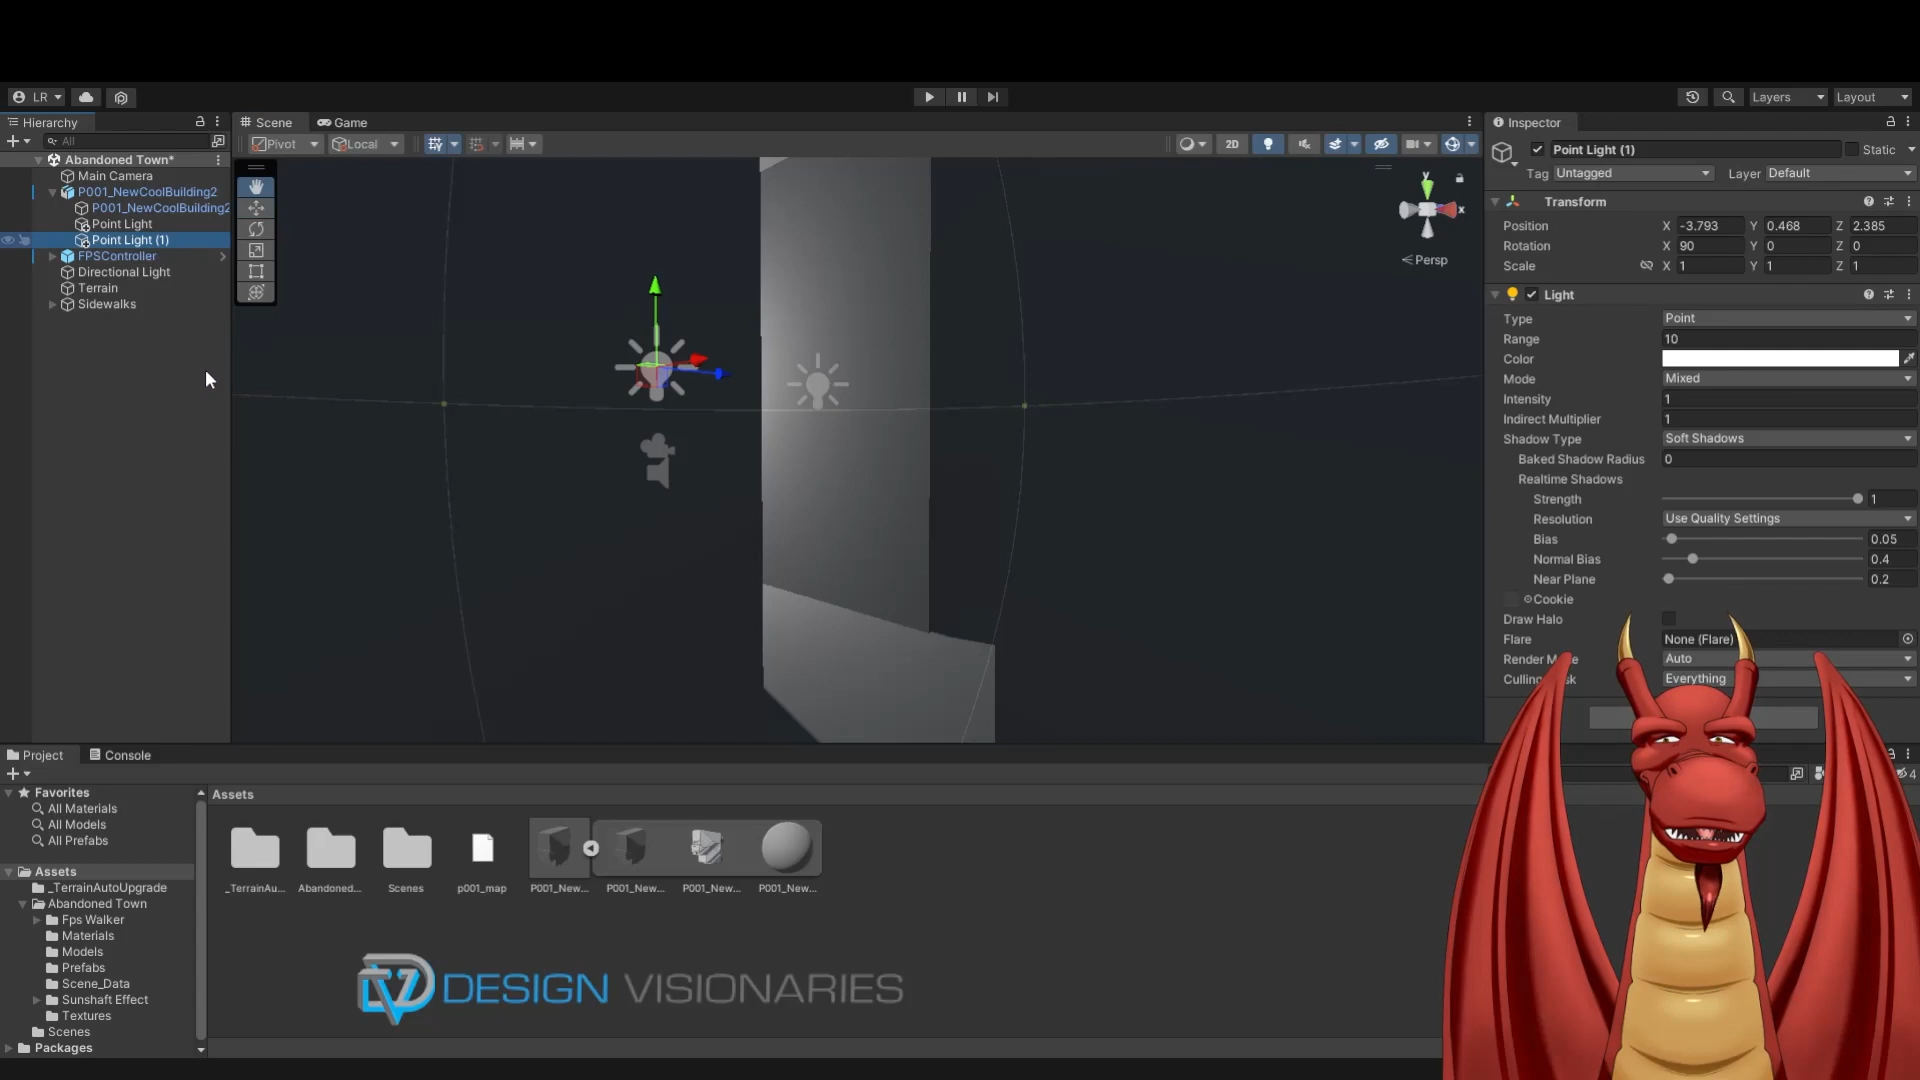 LR
Layers
Layout
Hierarchy
All
Abandoned Town*
Main Camera
P001_NewCoolBuilding2
P001_NewCoolBuilding2
Point Light
Point Light (1)
FPSController
Directional Light
Terrain
Sidewalks
Scene
Game
Pivot
Local
2D
y
x
Persp
Inspector
Point Light (1)
Static
Tag Untagged
Layer Default
Transform
Position X -3.793 Y 0.468 Z 2.385
Rotation X 90 Y 0 Z 0
Scale X 1 Y 1 Z 1
Light
Type Point
Range 10
Color
Mode Mixed
Intensity 1
Indirect Multiplier 1
Shadow Type Soft Shadows
Baked Shadow Radius 0
Realtime Shadows
Strength 1
Resolution Use Quality Settings
Bias 0.05
Normal Bias 0.4
Near Plane 0.2
Cookie
Draw Halo
Flare None (Flare)
Render Auto
Everything
Project
Console
Favorites
All Materials
All Models
All Prefabs
Assets
_TerrainAutoUpgrade
Abandoned Town
Fps Walker
Materials
Models
Prefabs
Scene_Data
Sunshaft Effect
Textures
Scenes
Packages
Assets
_TerrainAu...
Abandoned...
Scenes
p001_map
P001_New...
P001_New...
P001_New...
P001_New...
4
DV DESIGN VISIONARIES